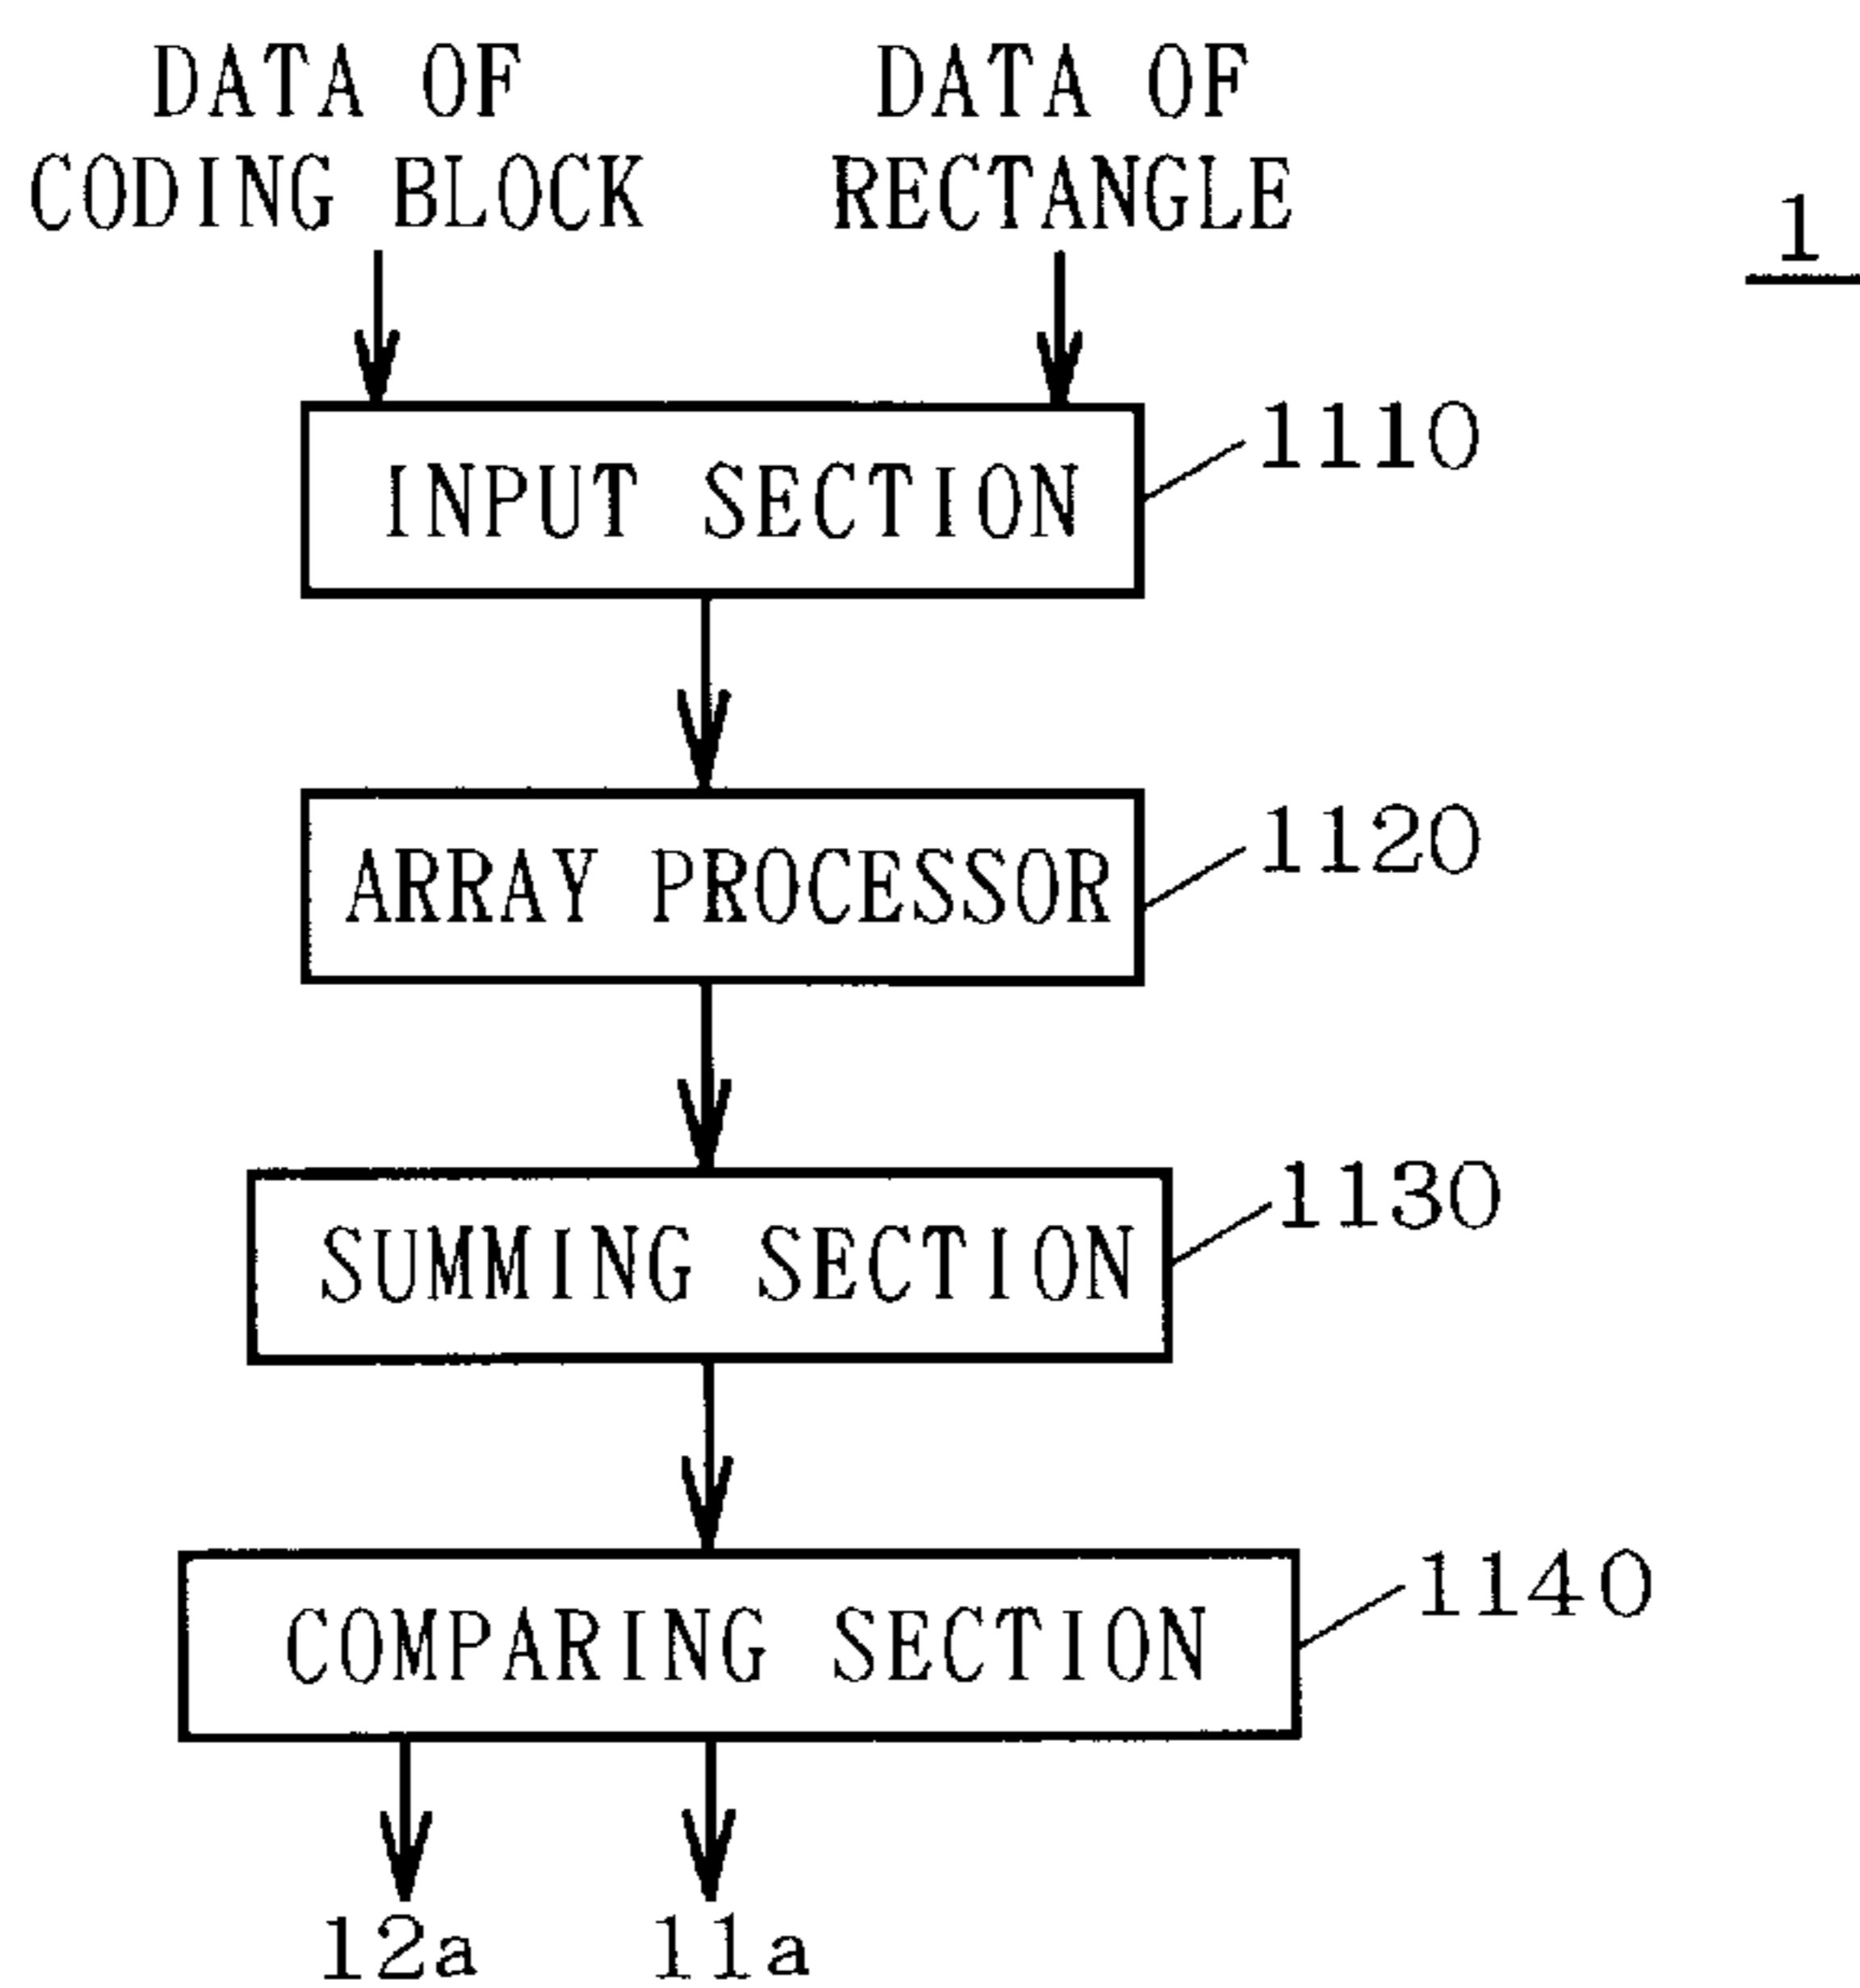 DATA OF
CODING BLOCK
DATA OF
RECTANGLE
1
INPUT SECTION
1110
ARRAY PROCESSOR
1120
SUMMING SECTION
1130
COMPARING SECTION
1140
12a
11a